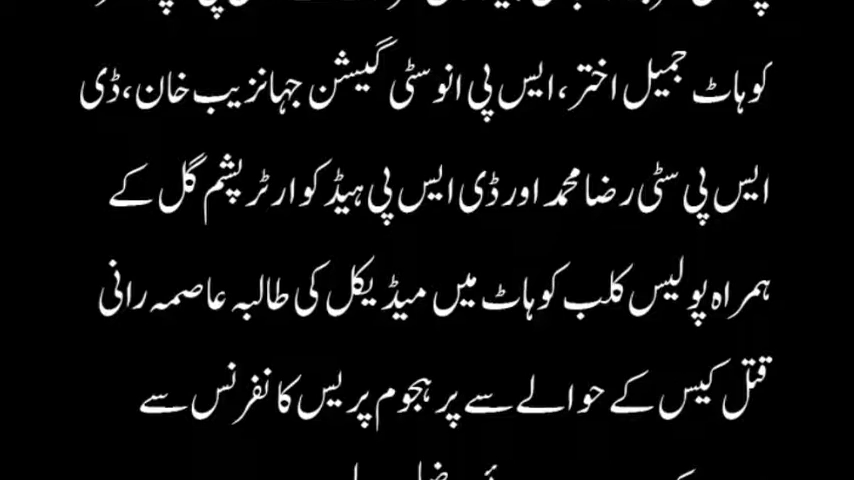 کوہاٹ جمیل اختر،ایس پی انوسٹی گیشن جہانزیب خان،ڈی
ایس پی سٹی رضا محمد اور ڈی ایس پی ہیڈ کوارٹر پشم گل کے
ہمراہ پولیس کلب کوہاٹ میں میڈیکل کی طالبہ عاصمہ رانی
قتل کیس کے حوالے سے پر ہجوم پریس کانفرنس سے